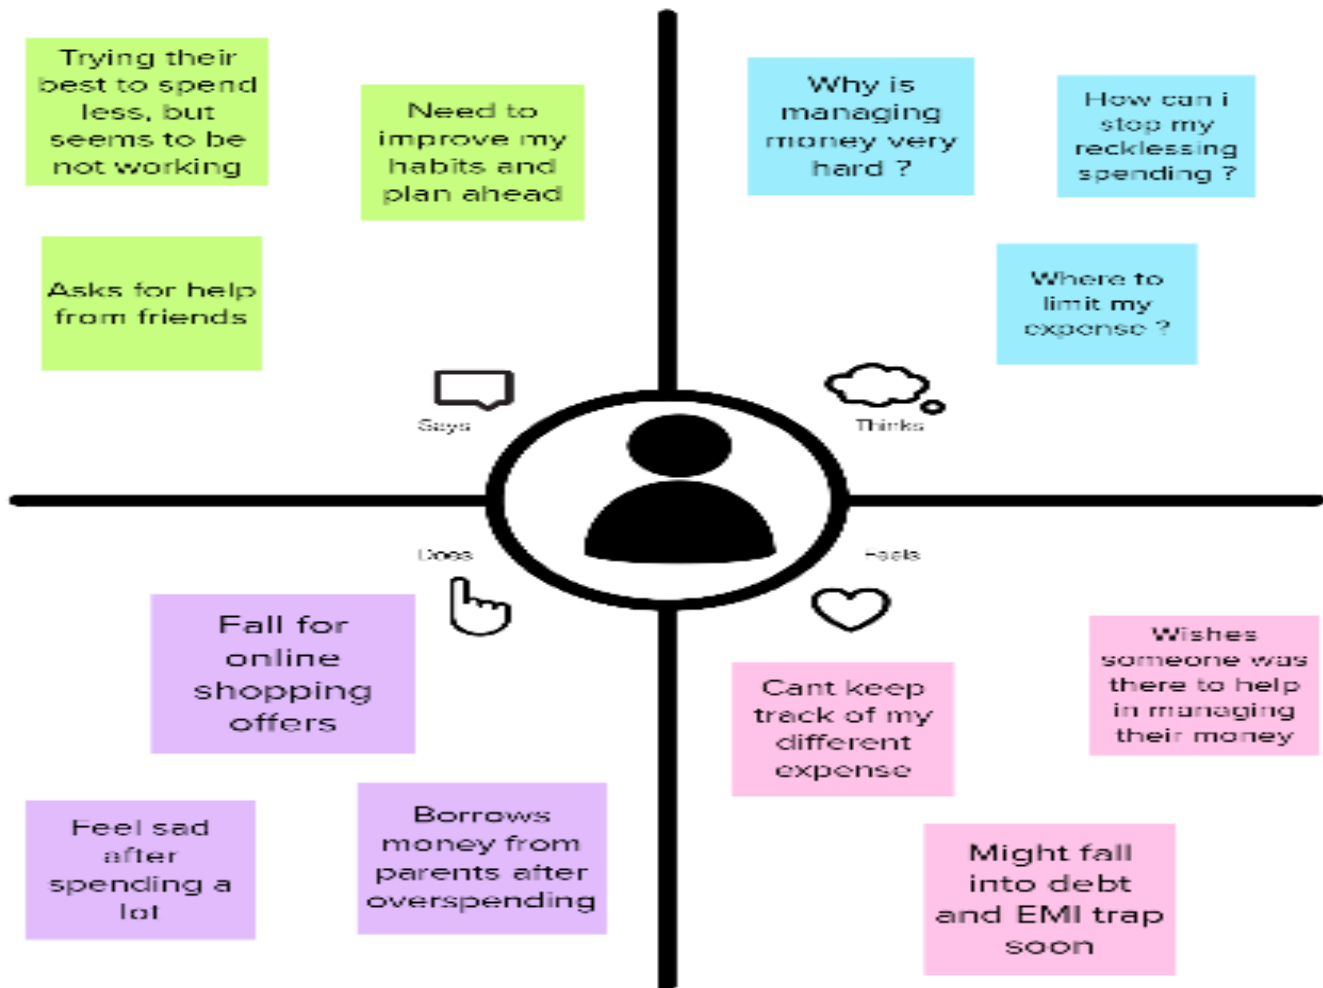 Trying their
best to spend
less, but
seems to be
not working
Need to
improve my
habits and
plan ahead
Asks for help
from friends
Says
Why is
managing
money very
hard ?
How can i
stop my
recklessing
spending ?
Where to
limit my
expense ?
Thinks
Does
Fall for
online
shopping
offers
Feel sad
after
spending a
lot
Borrows
money from
parents after
overspending
Feels
Cant keep
track of my
different
expense
Wishes
someone was
there to help
in managing
their money
Might fall
into debt
and EMI trap
soon